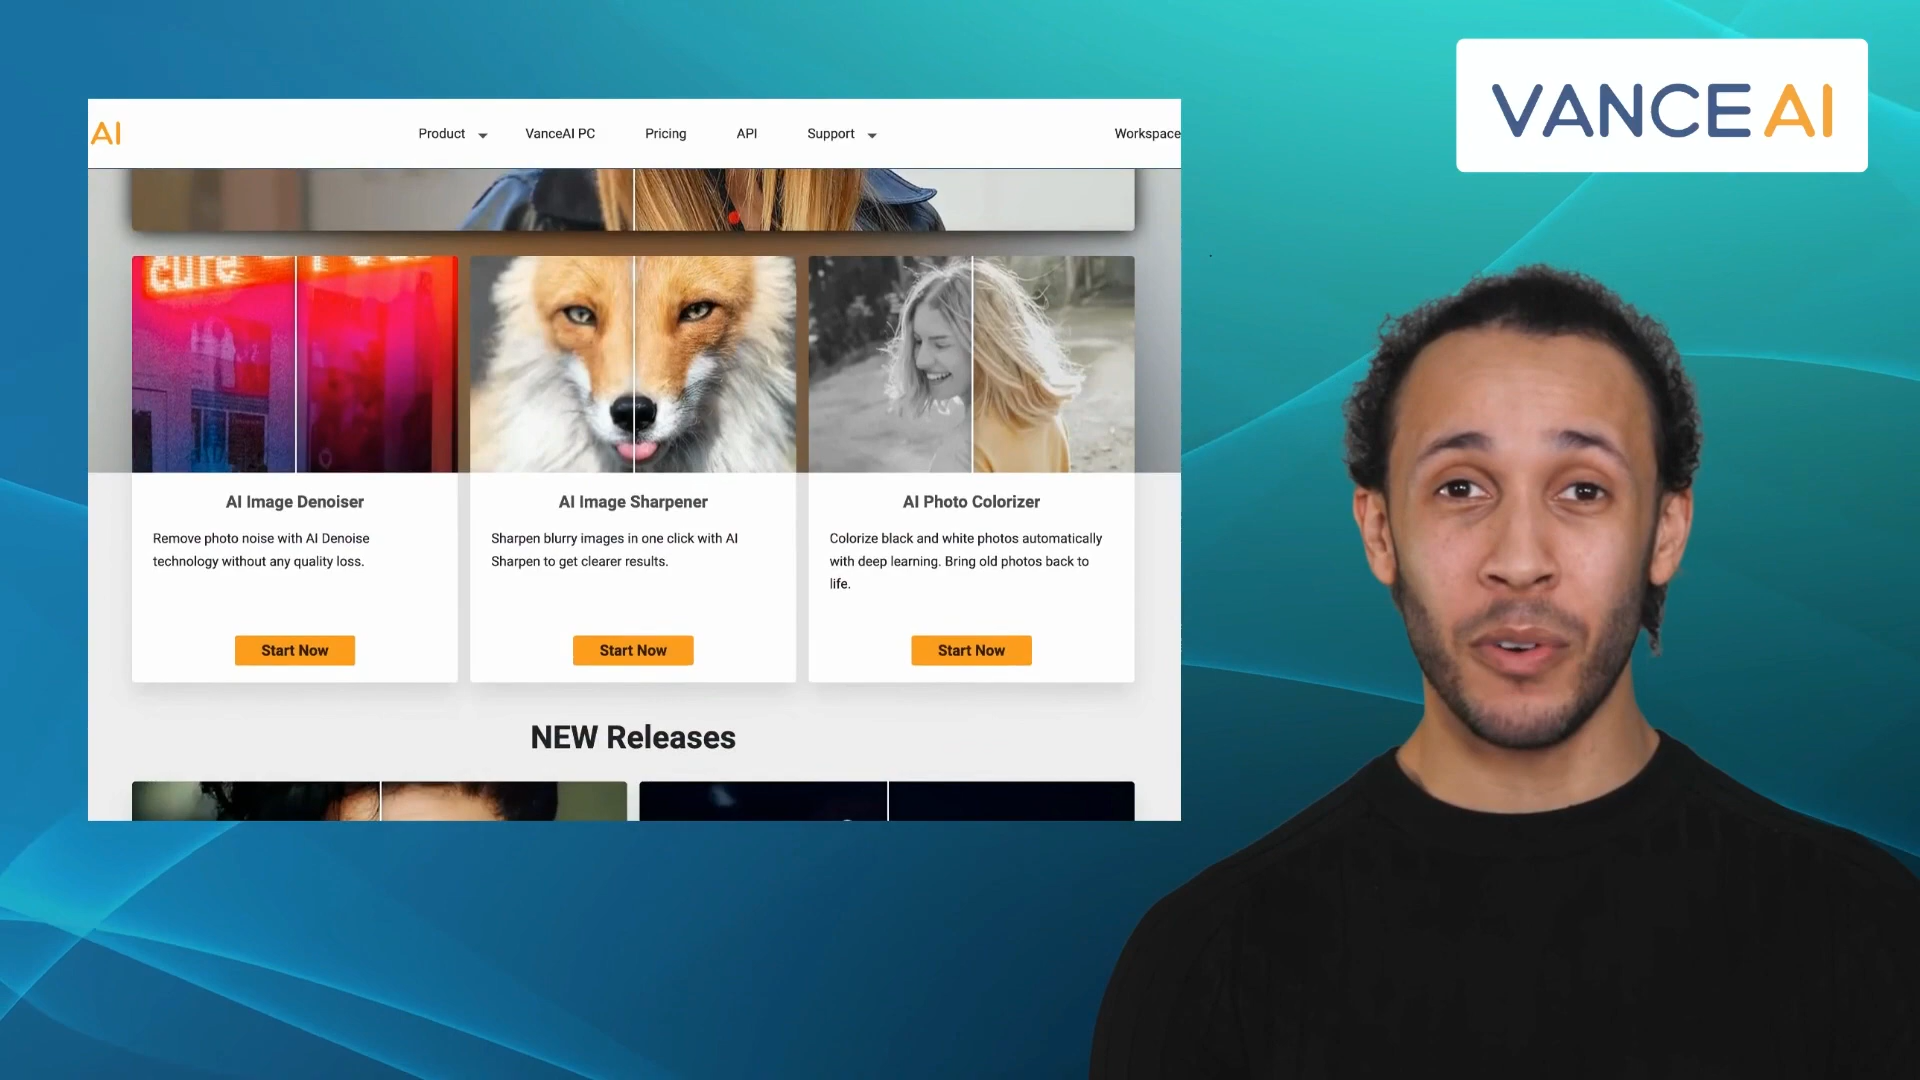 VANCEAI
AI
Product
VanceAI PC
Pricing
API
Support
Workspace
cure
AI Image Denoiser
Remove photo noise with AI Denoise
technology without any quality loss.
Start Now
AI Image Sharpener
Sharpen blurry images in one click with AI
Sharpen to get clearer results.
Start Now
AI Photo Colorizer
Colorize black and white photos automatically
with deep learning. Bring old photos back to
life.
Start Now
NEW Releases